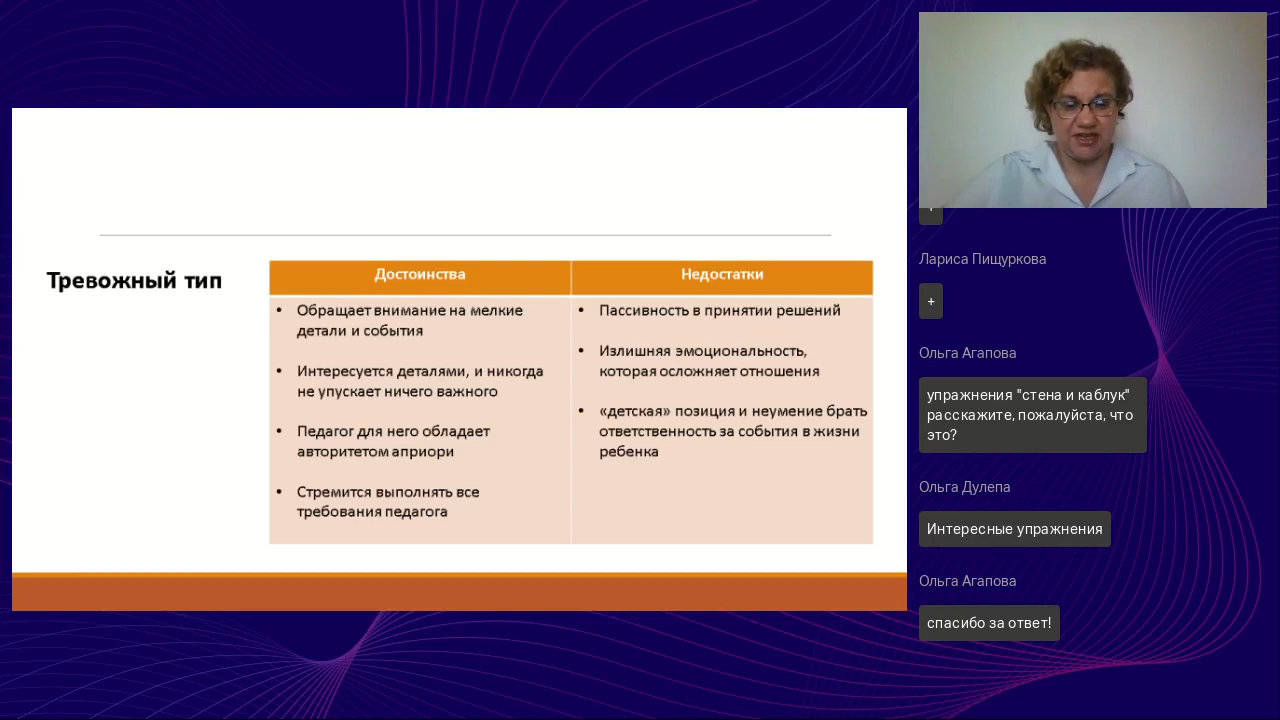 Тревожный тип
Достоинства
Недостатки
• Обращает внимание на мелкие
детали и события
• Интересуется деталями, и никогда
не упускает ничего важного
• Педагог для него обладает
авторитетом априори
• Стремится выполнять все
требования педагога
• Пассивность в принятии решений
• Излишняя эмоциональность,
которая осложняет отношения
• «детская» позиция и неумение брать
ответственность за события в жизни
ребенка
Лариса Пищуркова
+
Ольга Агапова
упражнения "стена и каблук"
расскажите, пожалуйста, что
это?
Ольга Дулепа
Интересные упражнения
Ольга Агапова
спасибо за ответ!